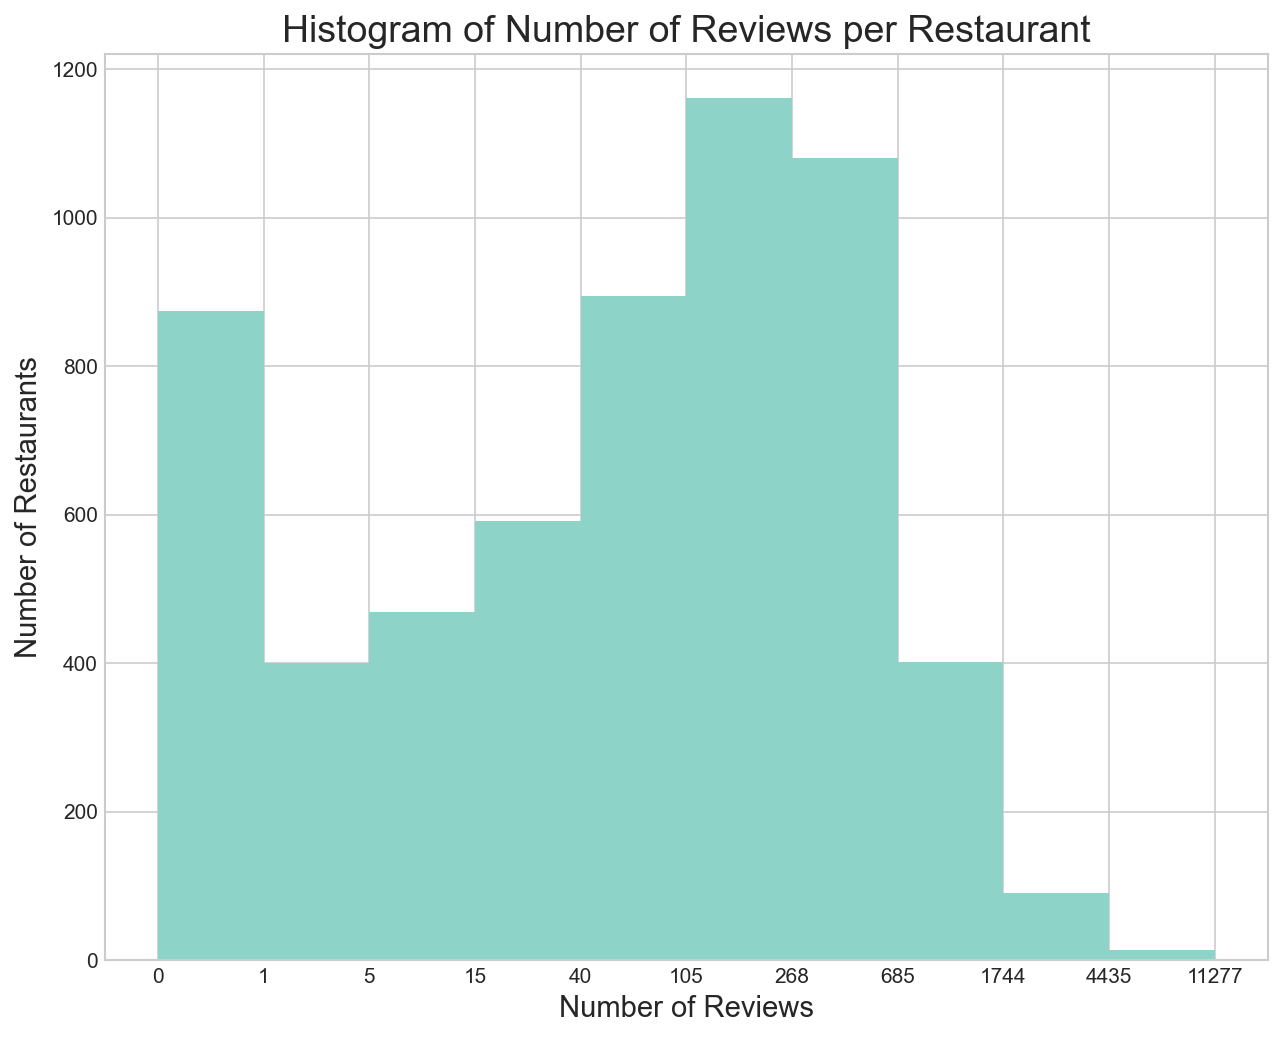 Histogram of Number of Reviews per Restaurant
1200
1000
800
600
400
200
0
Number of Restaurants
0 1 5 15 40 105 268 685 1744 4435 11277
Number of Reviews